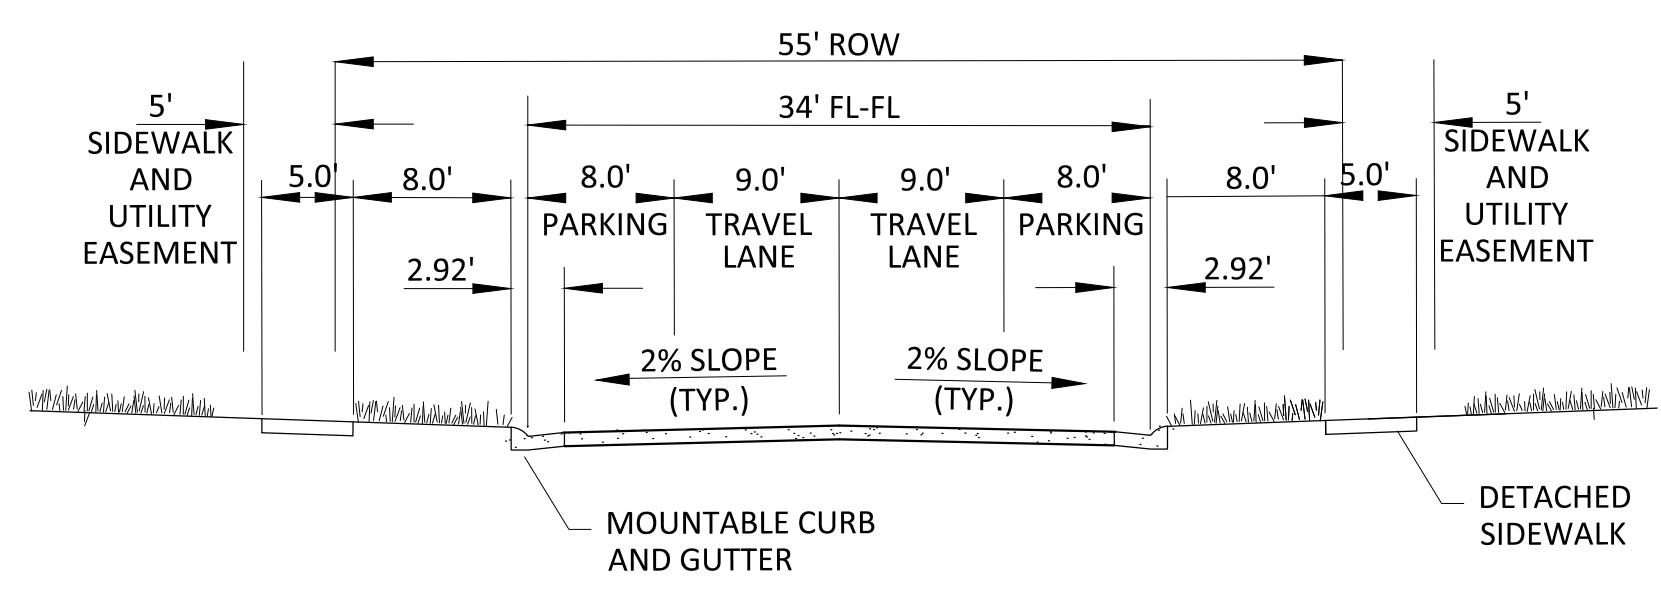 55' ROW
34' FL-FL
5'
SIDEWALK
AND
UTILITY
EASEMENT
5'
SIDEWALK
AND
UTILITY
EASEMENT
5.0'
8.0'
8.0'
9.0'
9.0'
8.0'
8.0'
5.0'
PARKING
TRAVEL
LANE
TRAVEL
LANE
PARKING
2.92'
2.92'
2% SLOPE
(TYP.)
2% SLOPE
(TYP.)
MOUNTABLE CURB
AND GUTTER
DETACHED
SIDEWALK